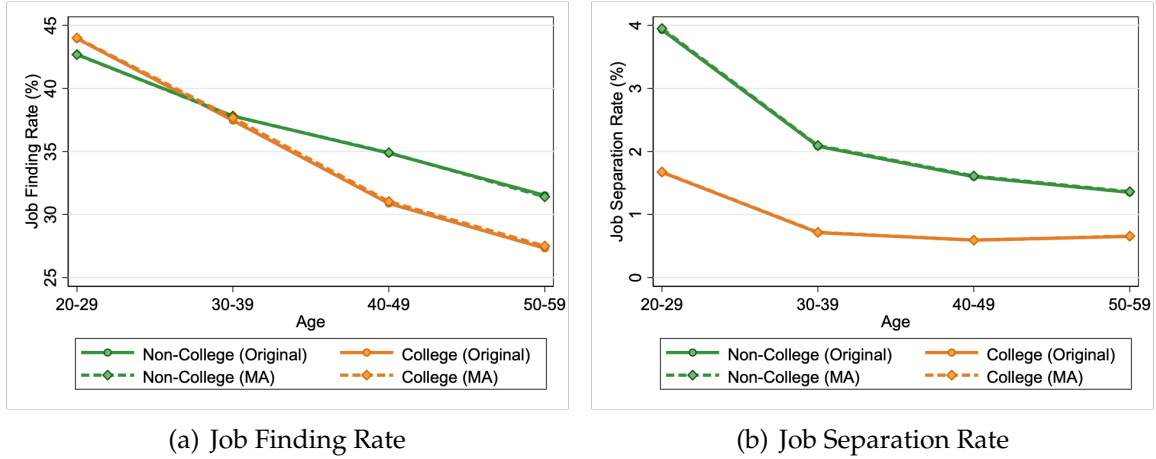 Job Finding Rate (%)
45
40
35
30
25
20-29 30-39 40-49 50-59
Age
Non-College (Original) College (Original)
Non-College (MA) College (MA)
(a) Job Finding Rate
Job Separation Rate (%)
4
3
2
1
0
20-29 30-39 40-49 50-59
Age
Non-College (Original) College (Original)
Non-College (MA) College (MA)
(b) Job Separation Rate